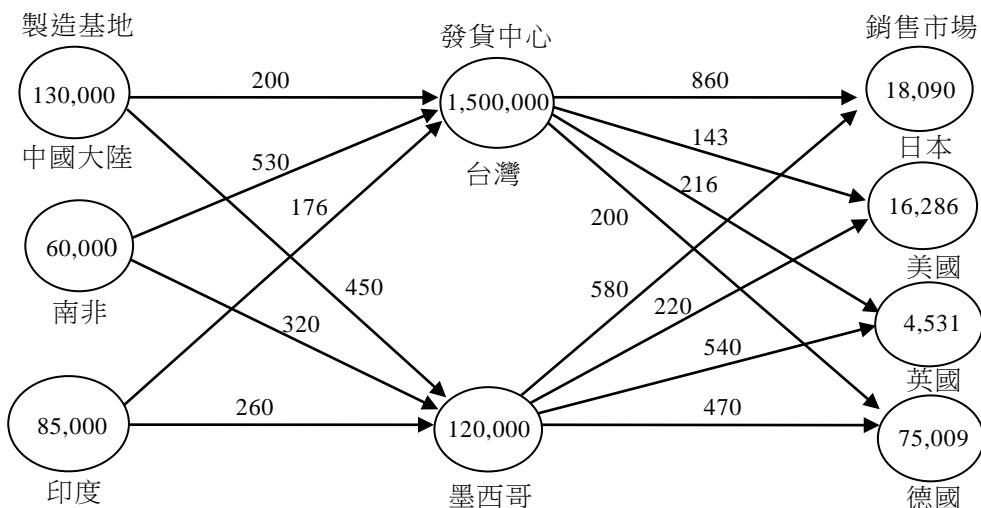 製造基地
發貨中心
銷售市場
130,000
200
1,500,000
860
18,090
中國大陸
530
台灣
143
日本
176
216
16,286
60,000
200
美國
南非
450
580
220
320
4,531
540
英國
85,000
260
120,000
470
75,009
印度
墨西哥
德國